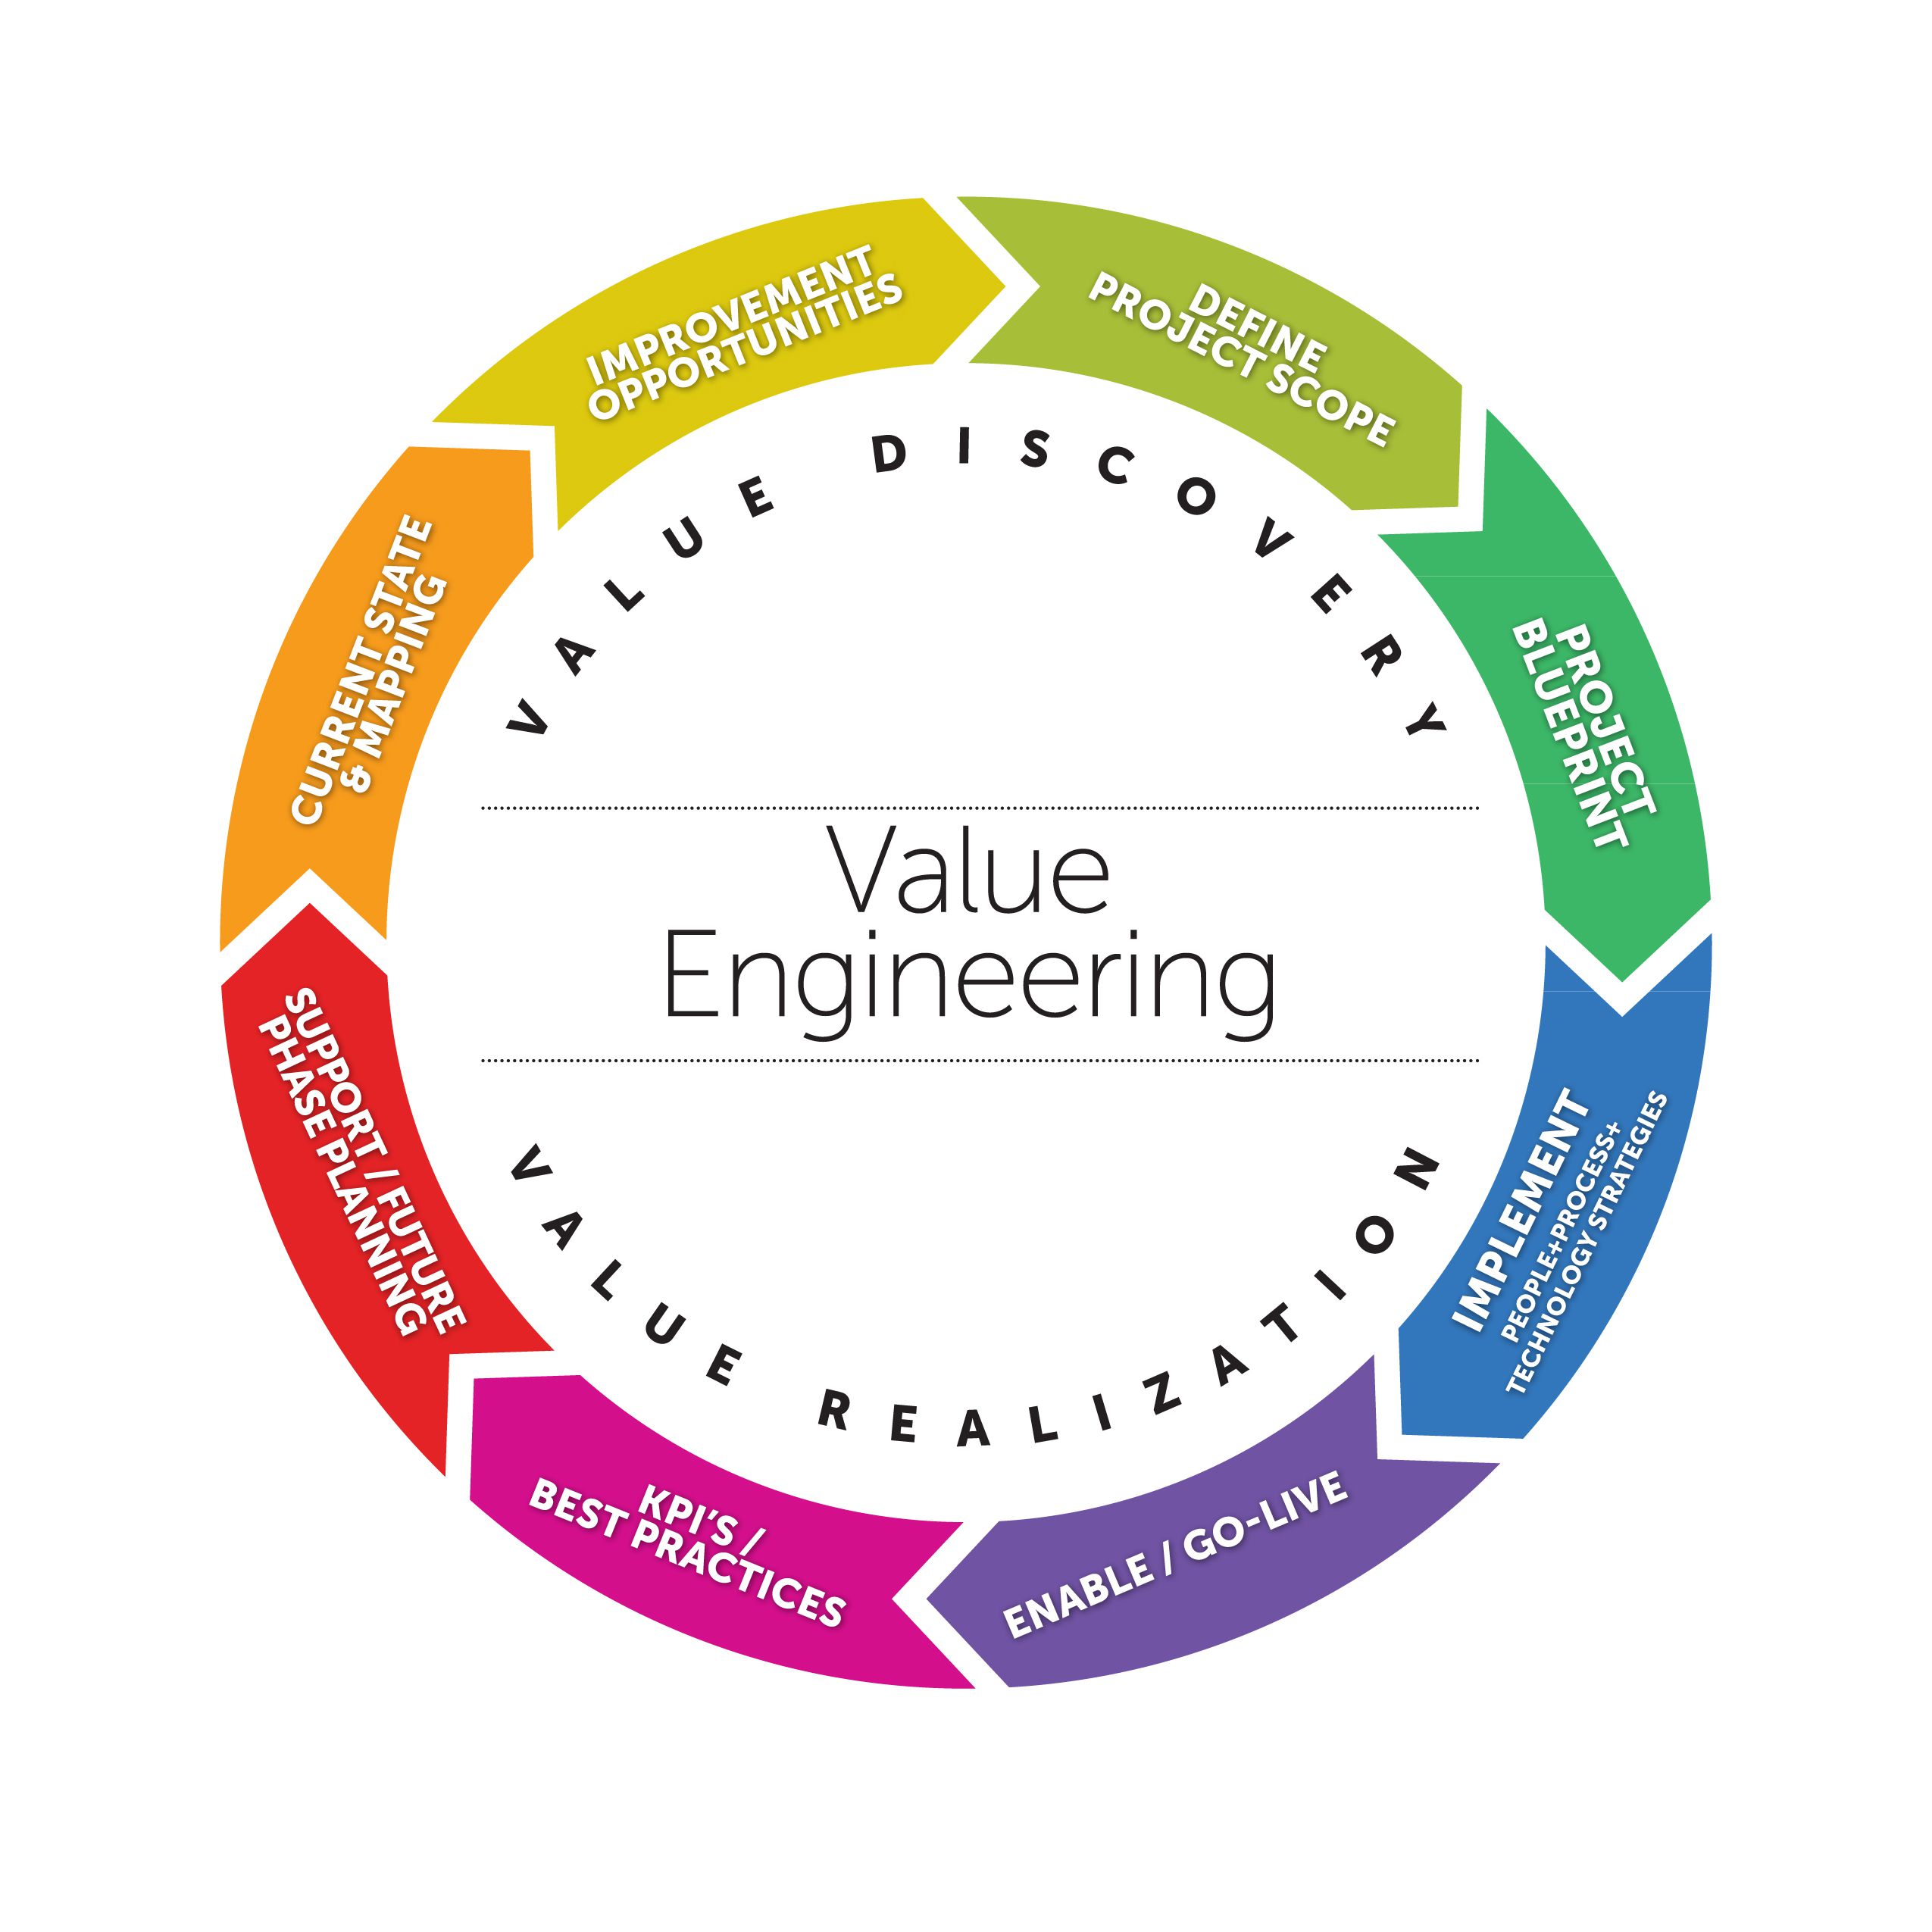 IMPROVEMENT
OPPORTUNITIES
DEFINE
PROJECT SCOPE
CURRENT STATE
& MAPPING
VALUE DISCOVERY
PROJECT
BLUEPRINT
Value
Engineering
SUPPORT / FUTURE
PHASE PLANNING
VALUE REALIZATION
IMPLEMENT
PEOPLE+PROCESS+
TECHNOLOGY STRATEGIES
KPI'S /
BEST PRACTICES
ENABLE / GO-LIVE